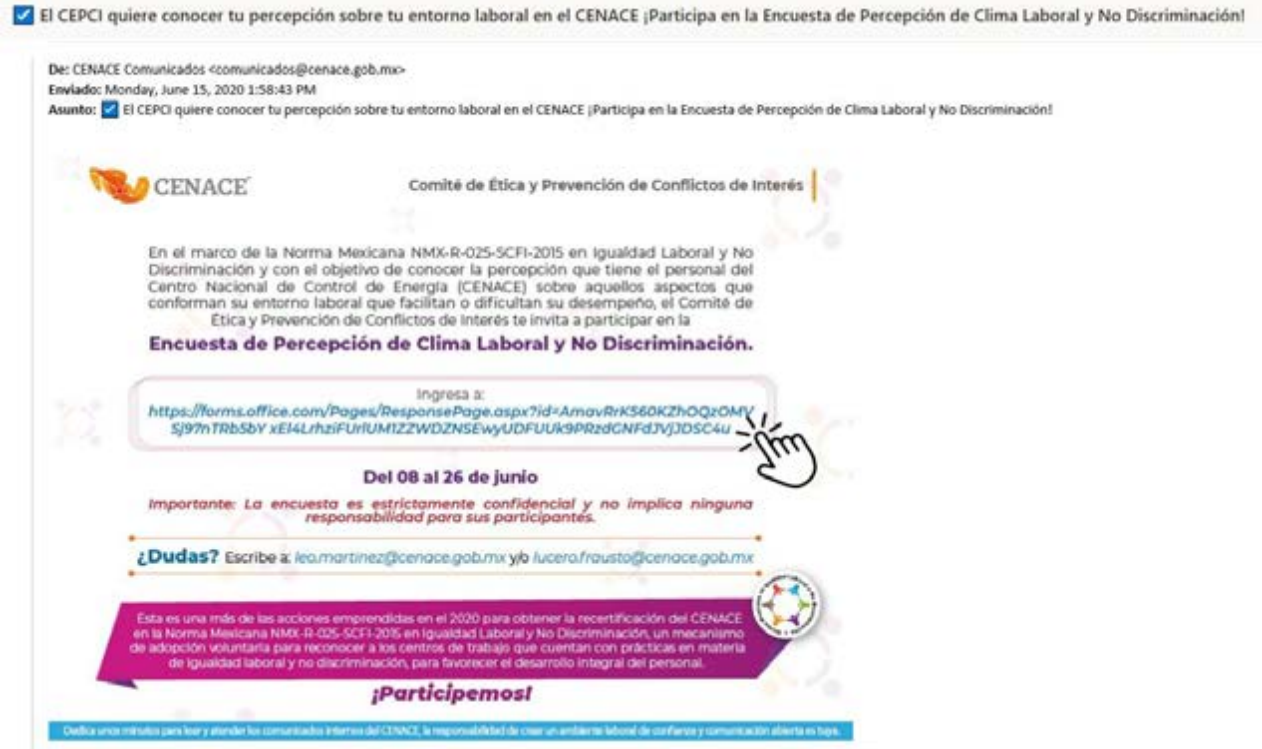 El CEPCI quiere conocer tu percepción sobre tu entorno laboral en el CENACE ¡Participa en la Encuesta de Percepción de Clima Laboral y No Discriminación!
De: CENACE Comunicados <comunicados@cenace.gob.mx>
Enviado: Monday, June 15, 2020 1:58:43 PM
Asunto: El CEPCI quiere conocer tu percepción sobre tu entorno laboral en el CENACE ¡Participa en la Encuesta de Percepción de Clima Laboral y No Discriminación!
CENACE
Comité de Ética y Prevención de Conflictos de Interés
En el marco de la Norma Mexicana NMX-R-025-SCFI-2015 en Igualdad Laboral y No
Discriminación y con el objetivo de conocer la percepción que tiene el personal del
Centro Nacional de Control de Energía (CENACE) sobre aquellos aspectos que
conforman su entorno laboral que facilitan o dificultan su desempeño, el Comité de
Ética y Prevención de Conflictos de Interés te invita a participar en la
Encuesta de Percepción de Clima Laboral y No Discriminación.
Ingresa a:
https://forms.office.com/Pages/ResponsePage.aspx?id=AmavRrK560KZhOQzOMV
Sj97nTRb5bY xEl4LrhziFUrlUM1ZZWDZNSEwyUDFUUk9PRzdGNFdJVjJDSC4u
Del 08 al 26 de junio
Importante: La encuesta es estrictamente confidencial y no implica ninguna
responsabilidad para sus participantes.
¿Dudas? Escribe a: leo.martinez@cenace.gob.mx y/o lucero.frausto@cenace.gob.mx
Esta es una más de las acciones emprendidas en el 2020 para obtener la recertificación del CENACE
en la Norma Mexicana NMX-R-025-SCFI-2015 en Igualdad Laboral y No Discriminación, un mecanismo
de adopción voluntaria para reconocer a los centros de trabajo que cuentan con prácticas en materia
de igualdad laboral y no discriminación, para favorecer el desarrollo integral del personal.
¡Participemos!
Dedica unos minutos para leer y atender los comunicados internos del CENACE, la responsabilidad de crear un ambiente laboral de confianza y comunicación abierta es tuya.